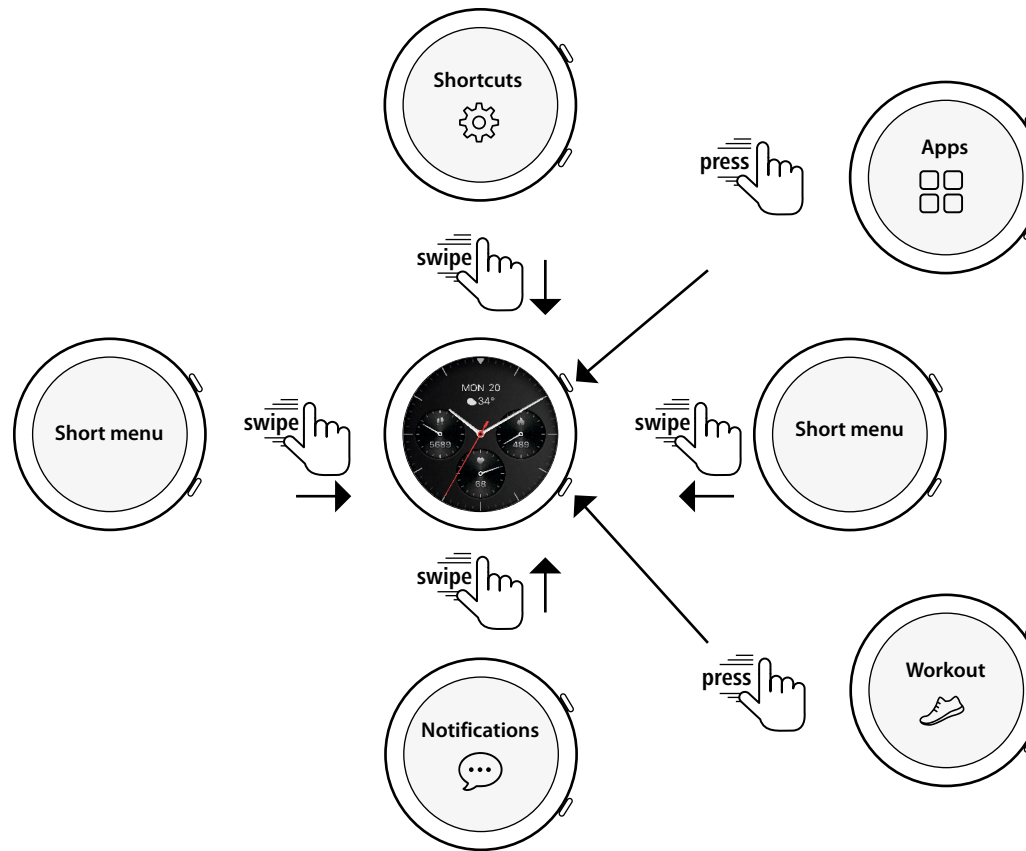 Shortcuts
press
Apps
swipe
MON 20
34°
5689
489
68
Short menu
swipe
swipe
Short menu
swipe
press
Workout
Notifications